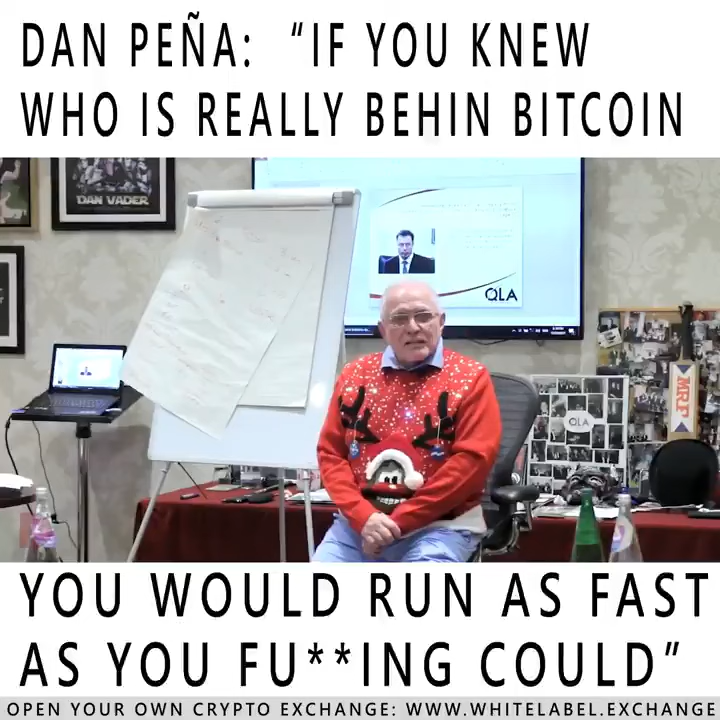 DAN PEÑA: “IF YOU KNEW
WHO IS REALLY BEHIN BITCOIN
DAN VADER
QLA
QLA
MRF
YOU WOULD RUN AS FAST
AS YOU FU**ING COULD”
OPEN YOUR OWN CRYPTO EXCHANGE: WWW.WHITELABEL.EXCHANGE